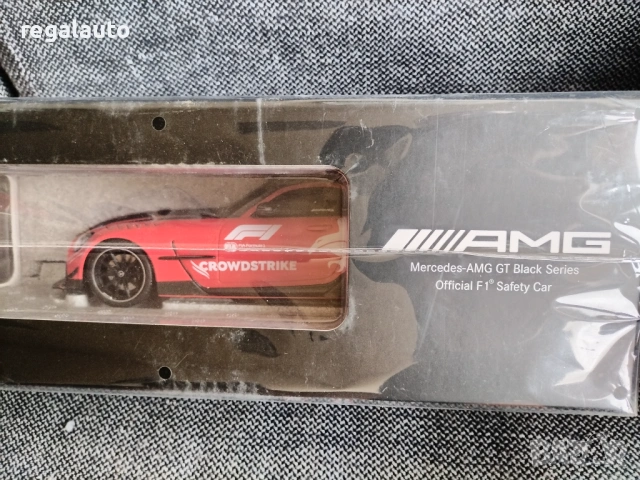 regalauto
F1
CROWDSTRIKE
AMG
Mercedes-AMG GT Black Series
Official F1® Safety Car